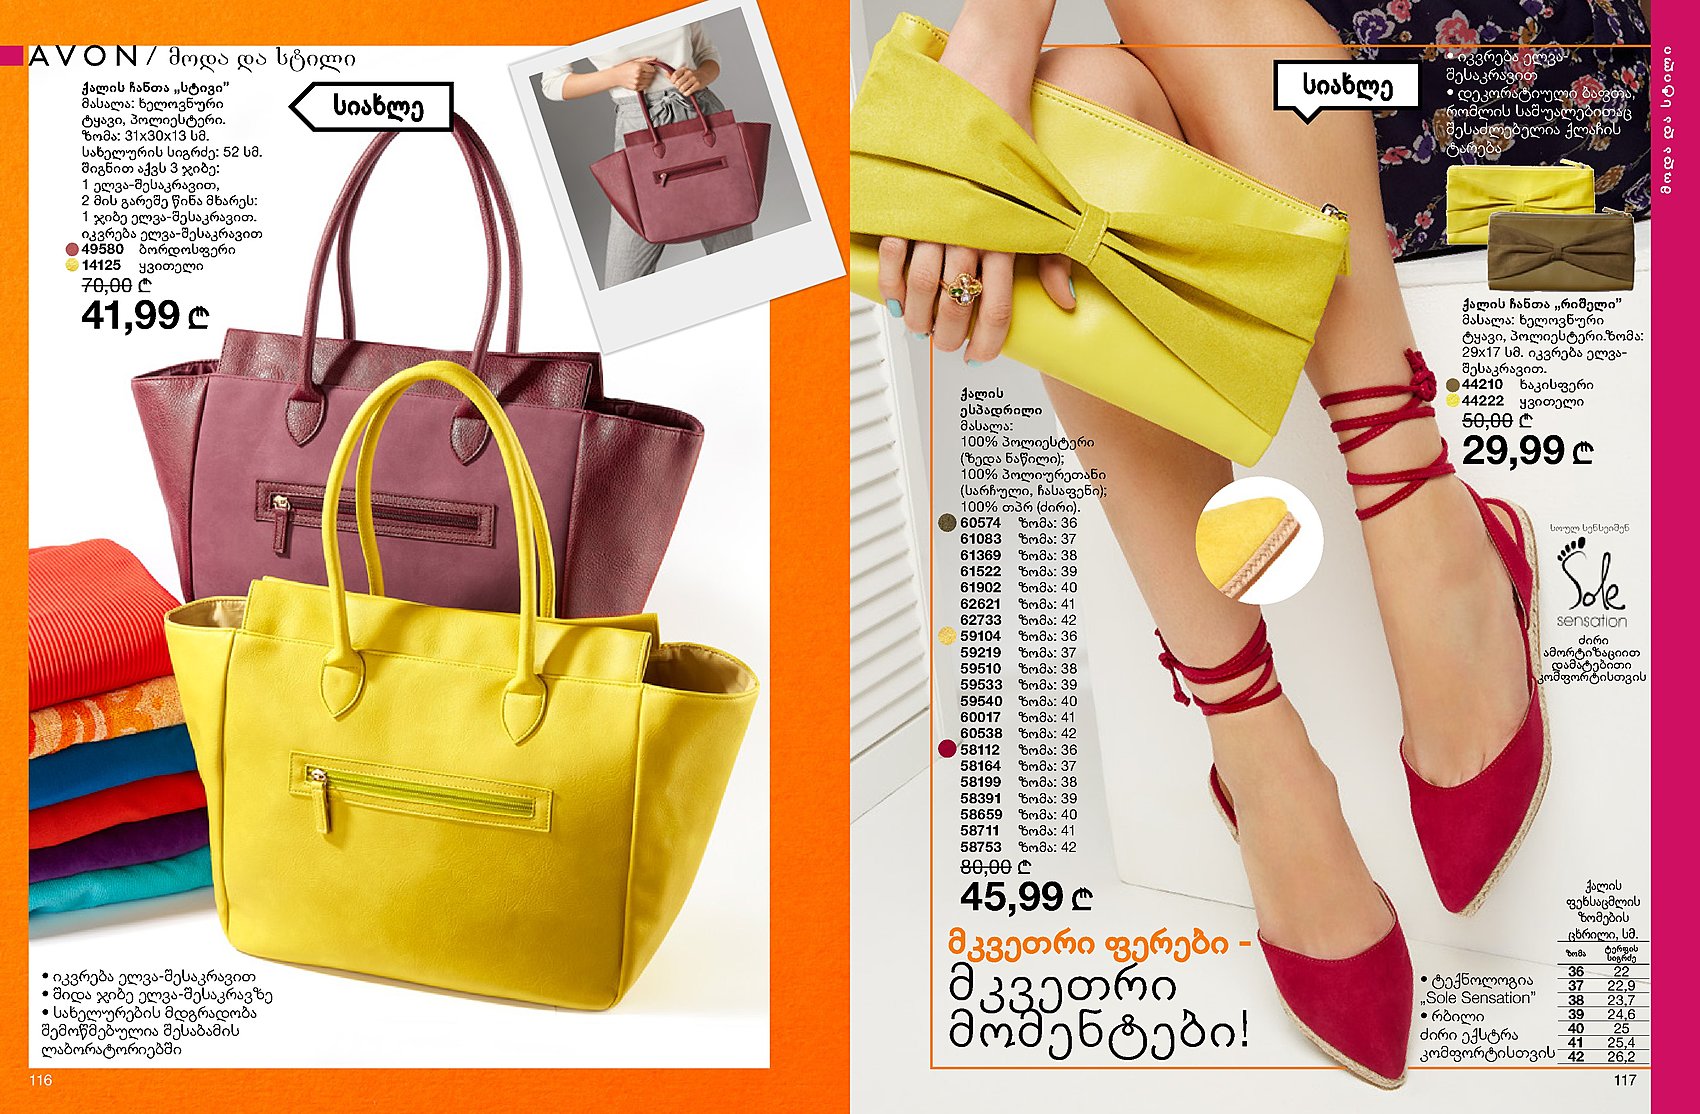 AVON / მოდა და სტილი
ქალის ჩანთა „სტივი”
მასალა: ხელოვნური
ტყავი, პოლიესტერი.
ზომა: 31x30x13 სმ.
სახელურის სიგრძე: 52 სმ.
შიგნით აქვს 3 ჯიბე:
1 ელვა-შესაკრავით,
2 მის გარეშე წინა მხარეს:
1 ჯიბე ელვა-შესაკრავით.
იკვრება ელვა-შესაკრავით
49580 ბორდოსფერი
14125 ყვითელი
70,00 ₾
41,99 ₾
სიახლე
• იკვრება ელვა-შესაკრავით
• შიდა ჯიბე ელვა-შესაკრავზე
• სახელურების მდგრადობა
შემოწმებულია შესაბამის
ლაბორატორიებში
116
სიახლე
• იკვრება ელვა-
შესაკრავით
• დეკორატიული ბაფთა,
რომლის საშუალებითაც
შესაძლებელია ქლაჩის
ტარება
მოდა და სტილი
ქალის ჩანთა „რიშელი”
მასალა: ხელოვნური
ტყავი, პოლიესტერი.ზომა:
29x17 სმ. იკვრება ელვა-
შესაკრავით.
44210 ხაკისფერი
44222 ყვითელი
50,00 ₾
29,99 ₾
ქალის
ესპადრილი
მასალა:
100% პოლიესტერი
(ზედა ნაწილი);
100% პოლიურეთანი
(სარჩული, ჩასაფენი);
100% თპრ (ძირი).
60574 ზომა: 36
61083 ზომა: 37
61369 ზომა: 38
61522 ზომა: 39
61902 ზომა: 40
62621 ზომა: 41
62733 ზომა: 42
59104 ზომა: 36
59219 ზომა: 37
59510 ზომა: 38
59533 ზომა: 39
59540 ზომა: 40
60017 ზომა: 41
60538 ზომა: 42
58112 ზომა: 36
58164 ზომა: 37
58199 ზომა: 38
58391 ზომა: 39
58659 ზომა: 40
58711 ზომა: 41
58753 ზომა: 42
80,00 ₾
45,99 ₾
მკვეთრი ფერები -
მკვეთრი
მომენტები!
სოულ სენსეიშენ
Sole
sensation
ძირი
ამორტიზაციით
დამატებითი
კომფორტისთვის
• ტექნოლოგია
„Sole Sensation”
• რბილი
ძირი ექსტრა
კომფორტისთვის
ქალის
ფეხსაცმლის
ზომების
ცხრილი, სმ.
ზომა ტერფის სიგრძე
36 22
37 22,9
38 23,7
39 24,6
40 25
41 25,4
42 26,2
117